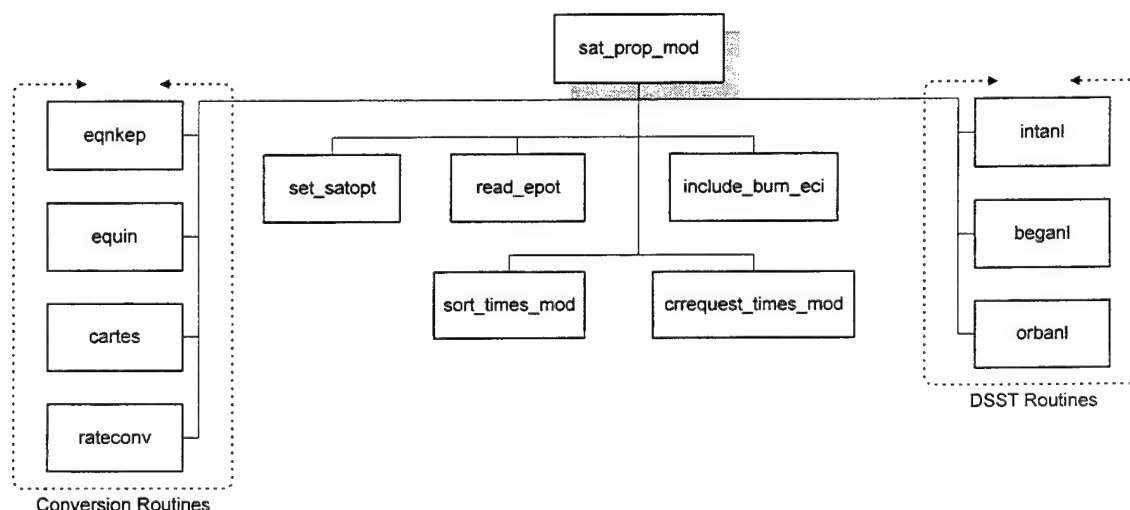 sat_prop_mod
eqnkep
equin
cartes
rateconv
Conversion Routines
set_satopt
read_epot
include_burn_eci
sort_times_mod
crrequest_times_mod
intanl
beganl
orbanl
DSST Routines